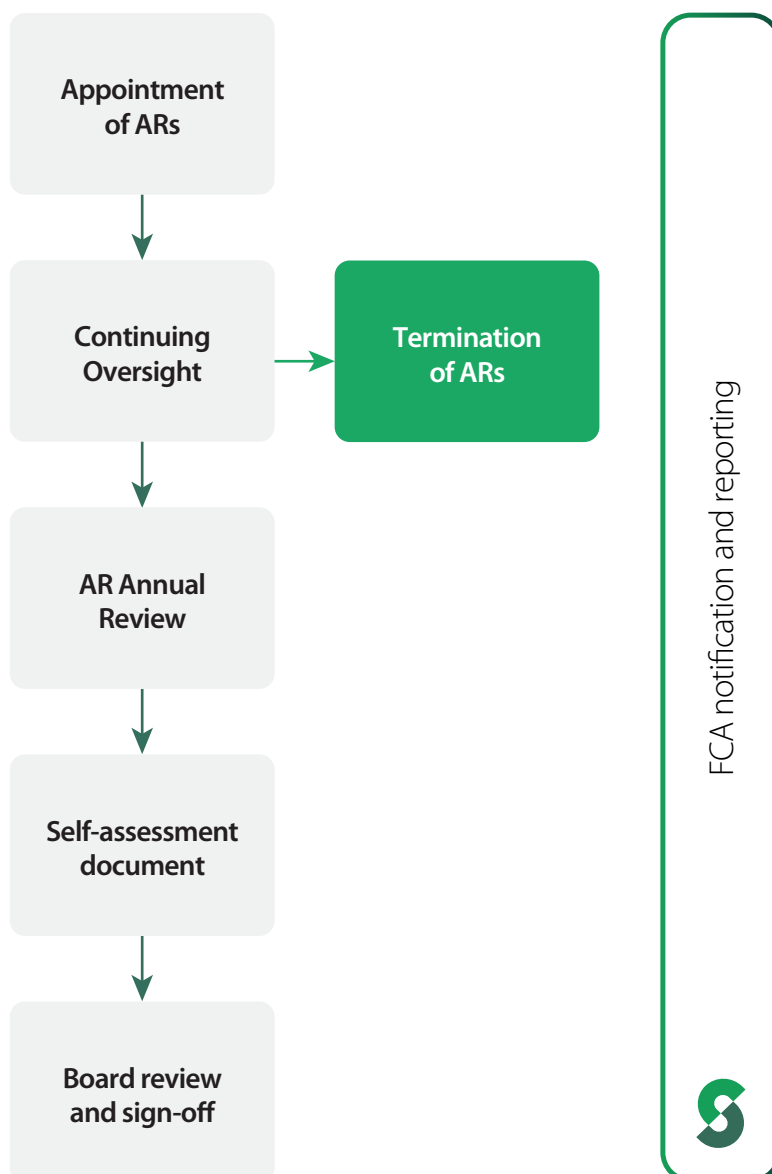 Appointment
of ARs
Continuing
Oversight
Termination
of ARs
AR Annual
Review
Self-assessment
document
Board review
and sign-off
FCA notification and reporting